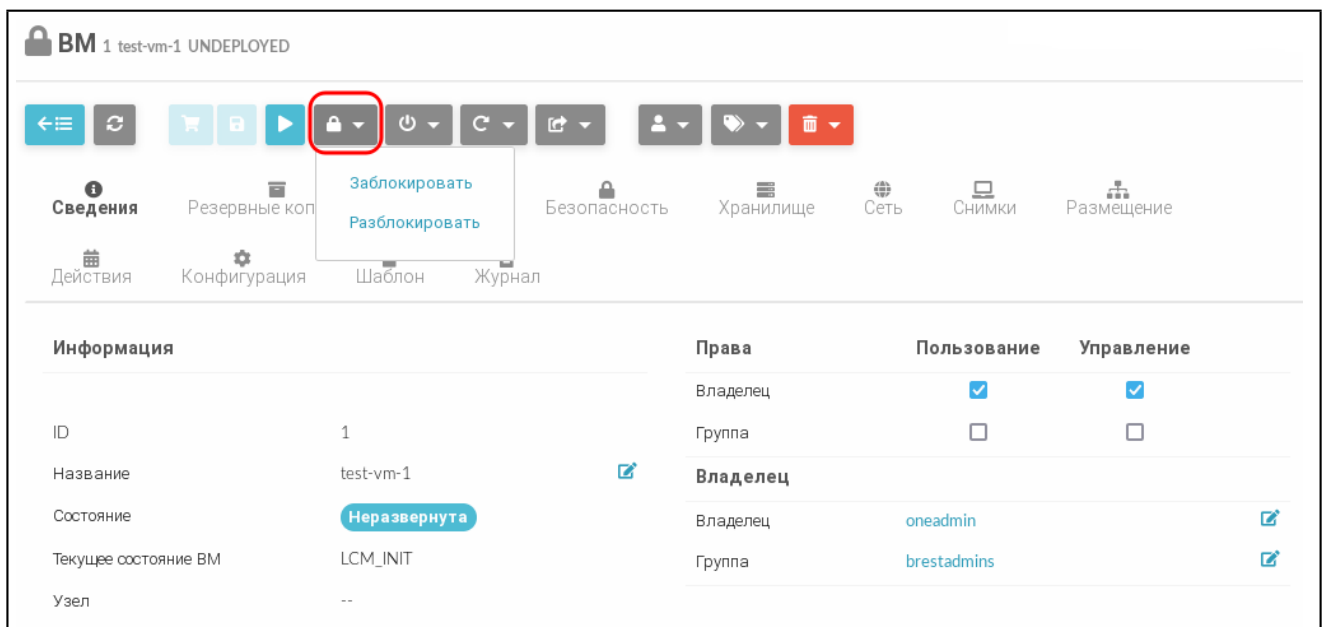 ВМ 1 test-vm-1 UNDEPLOYED
Заблокировать
Разблокировать
Сведения Резервные коп Безопасность Хранилище Сеть Снимки Размещение
Действия Конфигурация Шаблон Журнал
Информация
ID 1
Название test-vm-1
Состояние Неразвернута
Текущее состояние ВМ LCM_INIT
Узел --
Права Пользование Управление
Владелец
Группа
Владелец
Владелец oneadmin
Группа brestadmins